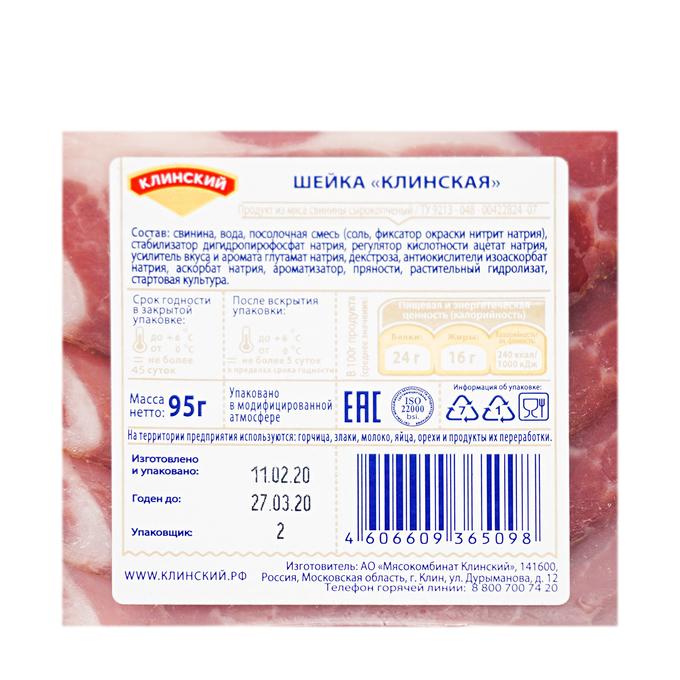 КЛИНСКИЙ
ШЕЙКА «КЛИНСКАЯ»
Продукт из мяса свинины сырокопченый / ТУ 9213 - 048 - 00422824 -07
Состав: свинина, вода, посолочная смесь (соль, фиксатор окраски нитрит натрия),
стабилизатор дигидропирофосфат натрия, регулятор кислотности ацетат натрия,
усилитель вкуса и аромата глутамат натрия, декстроза, антиокислители изоаскорбат
натрия, аскорбат натрия, ароматизатор, пряности, растительный гидролизат,
стартовая культура.
Срок годности
в закрытой
упаковке:
до +6 °С
от 0 °С
= не более
45 суток
После вскрытия
упаковки:
до +6 °С
от 0 °С
= не более 5 суток
в пределах срока годности
В 100 г продукта
(средние значения)
Пищевая и энергетическая
ценность (калорийность)
Белки:
24 г
Жиры:
16 г
Калорийность/
эн. ценность:
240 ккал/
1000 кДж
Масса
нетто: 95г
Упаковано
в модифицированной
атмосфере
ЕАС
ISO
22000
bsi.
Информация об упаковке:
7
1
На территории предприятия используются: горчица, злаки, молоко, яйца, орехи и продукты их переработки.
Изготовлено
и упаковано:
11.02.20
Годен до:
27.03.20
Упаковщик:
2
4 606609 365098
WWW.КЛИНСКИЙ.РФ
Изготовитель: АО «Мясокомбинат Клинский», 141600,
Россия, Московская область, г. Клин, ул. Дурыманова, д. 12
Телефон горячей линии: 8 800 700 74 20